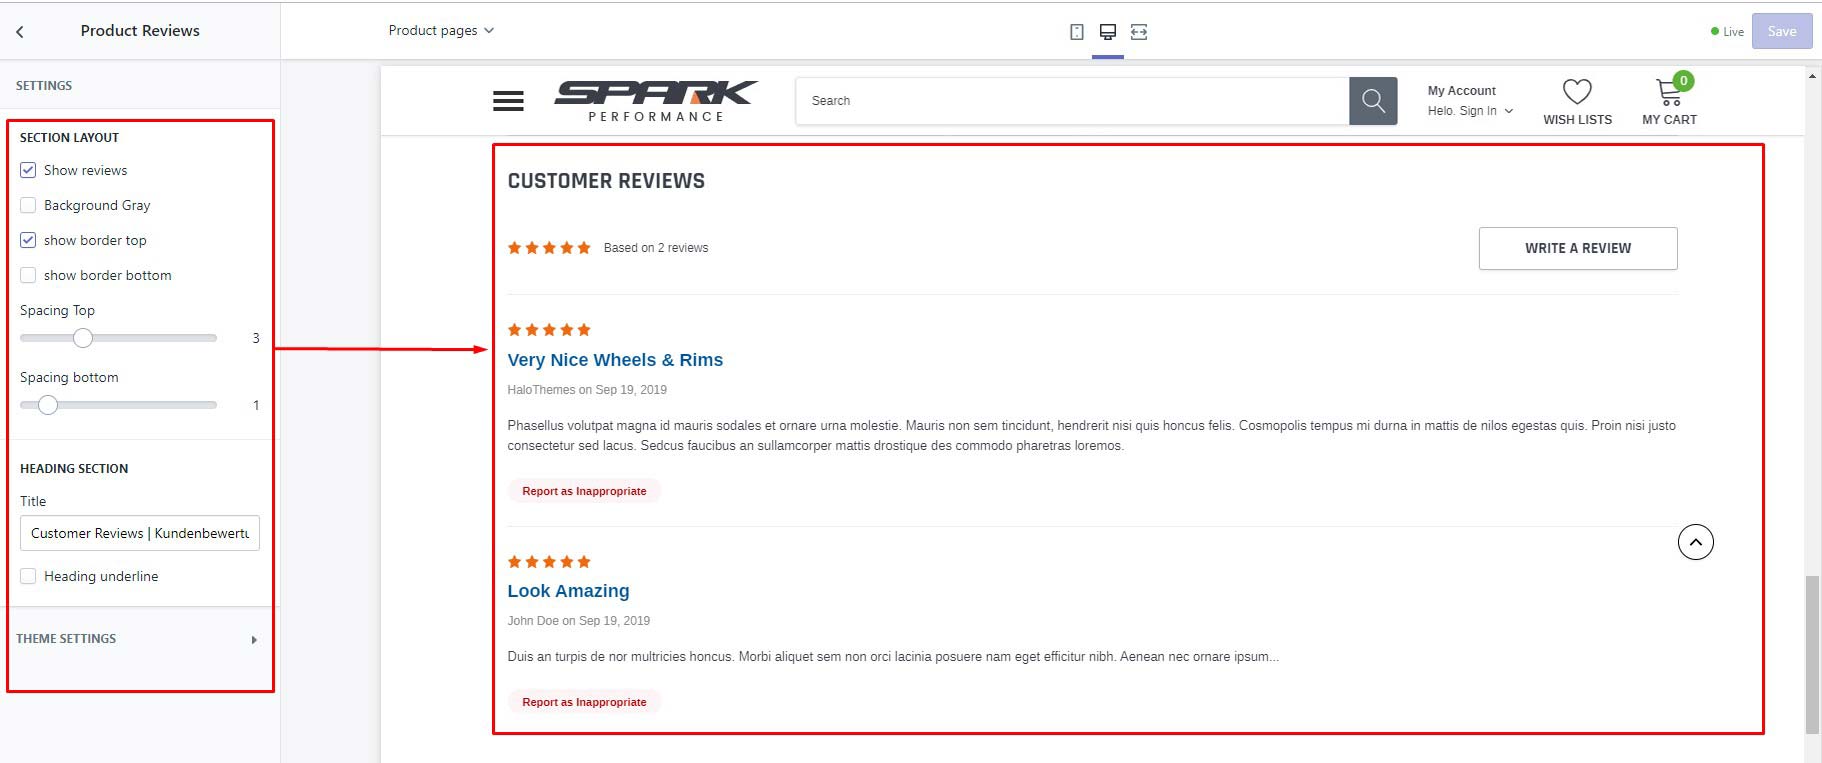 Product Reviews
Product pages
Live
Save
SETTINGS
SECTION LAYOUT
Show reviews
Background Gray
show border top
show border bottom
Spacing Top
3
Spacing bottom
1
HEADING SECTION
Title
Customer Reviews | Kundenbewertu
Heading underline
THEME SETTINGS
SPARK
PERFORMANCE
Search
My Account
Helo. Sign In
WISH LISTS
0
MY CART
CUSTOMER REVIEWS
Based on 2 reviews
WRITE A REVIEW
Very Nice Wheels & Rims
HaloThemes on Sep 19, 2019
Phasellus volutpat magna id mauris sodales et ornare urna molestie. Mauris non sem tincidunt, hendrerit nisi quis honcus felis. Cosmopolis tempus mi durna in mattis de nilos egestas quis. Proin nisi justo
consectetur sed lacus. Sedcus faucibus an sullamcorper mattis drostique des commodo pharetras loremos.
Report as Inappropriate
Look Amazing
John Doe on Sep 19, 2019
Duis an turpis de nor multricies honcus. Morbi aliquet sem non orci lacinia posuere nam eget efficitur nibh. Aenean nec ornare ipsum...
Report as Inappropriate